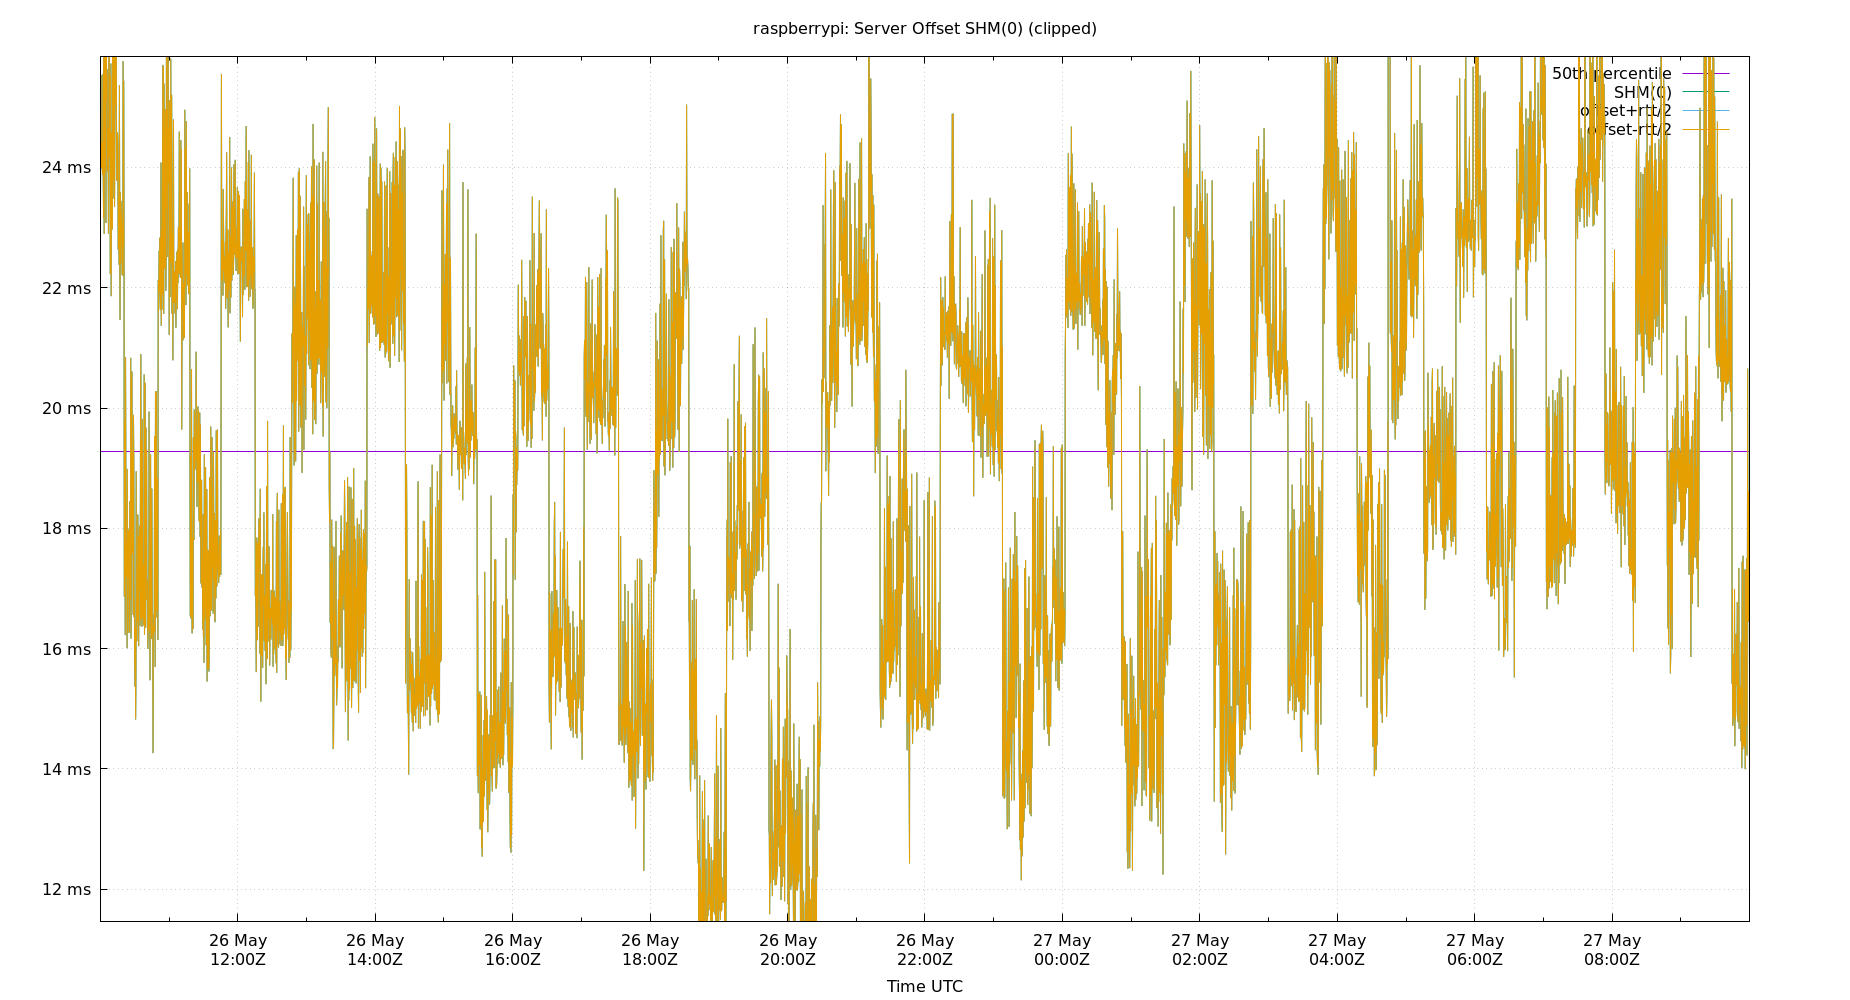 raspberrypi: Server Offset SHM(0) (clipped)
50th percentile
SHM(0)
offset+rtt/2
offset-rtt/2
24 ms
22 ms
20 ms
18 ms
16 ms
14 ms
12 ms
26 May 26 May 26 May 26 May 26 May 26 May 27 May 27 May 27 May 27 May 27 May
12:00Z 14:00Z 16:00Z 18:00Z 20:00Z 22:00Z 00:00Z 02:00Z 04:00Z 06:00Z 08:00Z
Time UTC